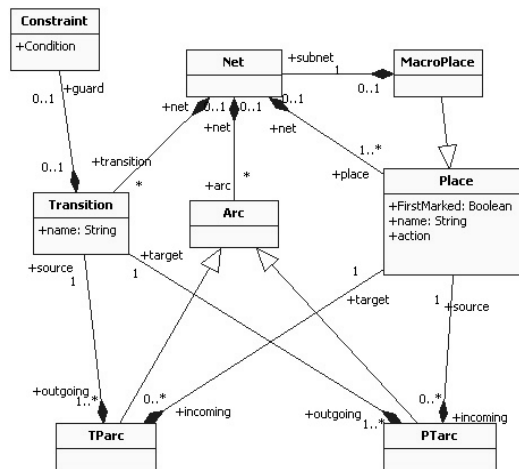 Constraint
+Condition
Net
MacroPlace
+subnet
1
0..1
+guard
0..1
0..1
0..1
0..1
+net
+net
+net
0..1
+transition
*
*
+arc
1..*
+place
Transition
+name: String
Arc
Place
+FirstMarked: Boolean
+name: String
+action
+source
1
+target
1
1
+target
1
+source
+outgoing
1..*
0..*
+incoming
+outgoing
1..*
0..*
+incoming
TParc
PTarc